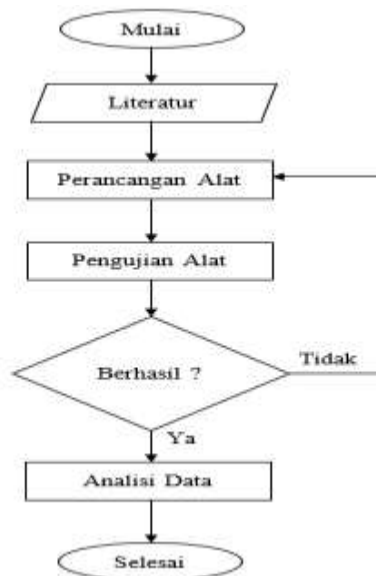 Mulai
Literatur
Perancangan Alat
Pengujian Alat
Berhasil ?
Tidak
Ya
Analisi Data
Selesai